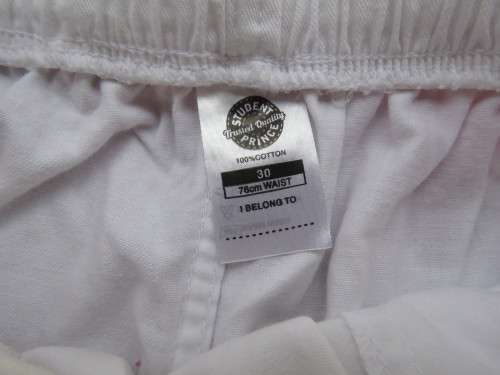 STUDENT
Trusted Quality
PRINCE
100%COTTON
30
76cm WAIST
I BELONG TO